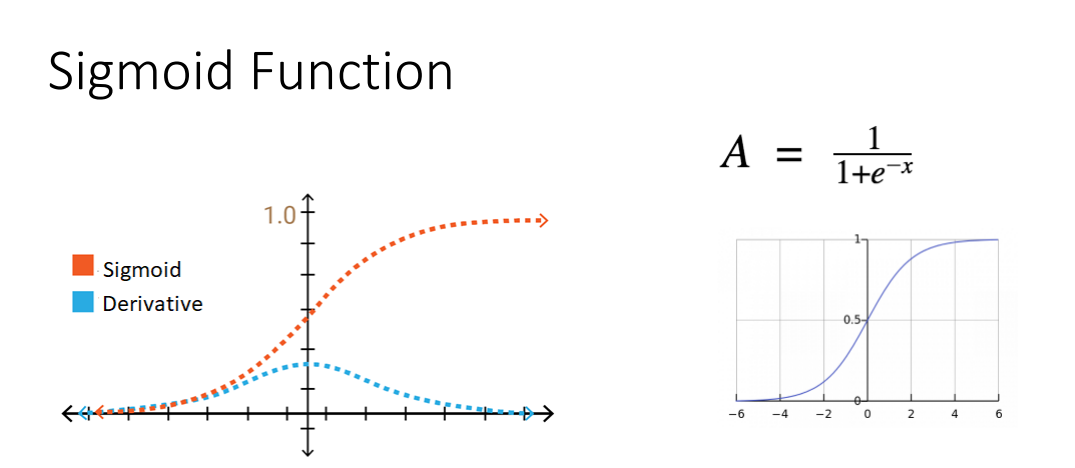 Sigmoid Function
A = 1/1+e^−x
1.0
Sigmoid
Derivative
1
0.5
0
−6 −4 −2 0 2 4 6